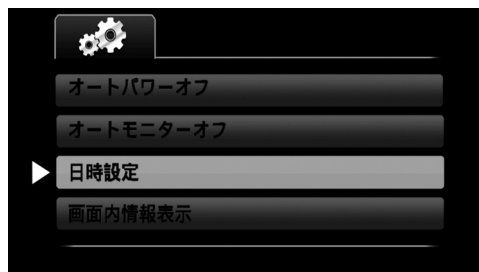 オートパワーオフ
オートモニターオフ
日時設定
画面内情報表示